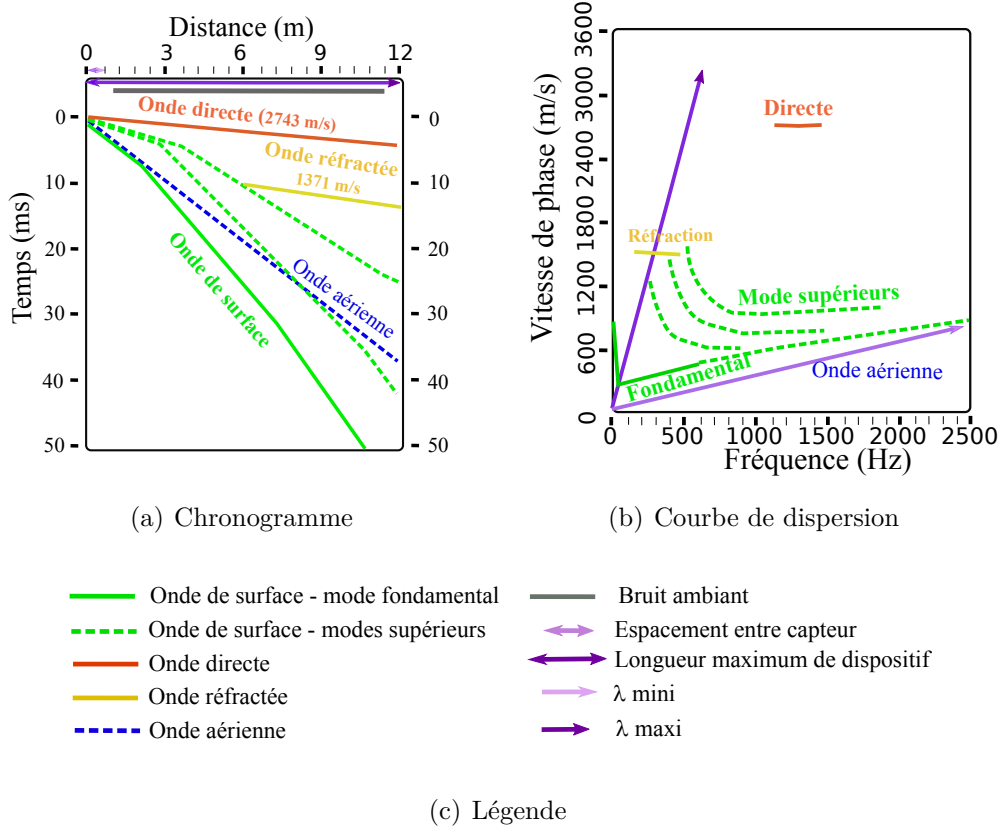 Distance (m)
0 3 6 9 12
Temps (ms)
0
10
20
30
40
50
0
10
20
30
40
50
Onde directe (2743 m/s)
Onde réfractée
1371 m/s
Onde aérienne
Onde de surface
(a) Chronogramme
Vitesse de phase (m/s)
3600
3000
2400
1800
1200
600
0
Directe
Réfraction
Mode supérieurs
Fondamental
Onde aérienne
0 500 1000 1500 2000 2500
Fréquence (Hz)
(b) Courbe de dispersion
Onde de surface - mode fondamental
Onde de surface - modes supérieurs
Onde directe
Onde réfractée
Onde aérienne
Bruit ambiant
Espacement entre capteur
Longueur maximum de dispositif
λ mini
λ maxi
(c) Légende